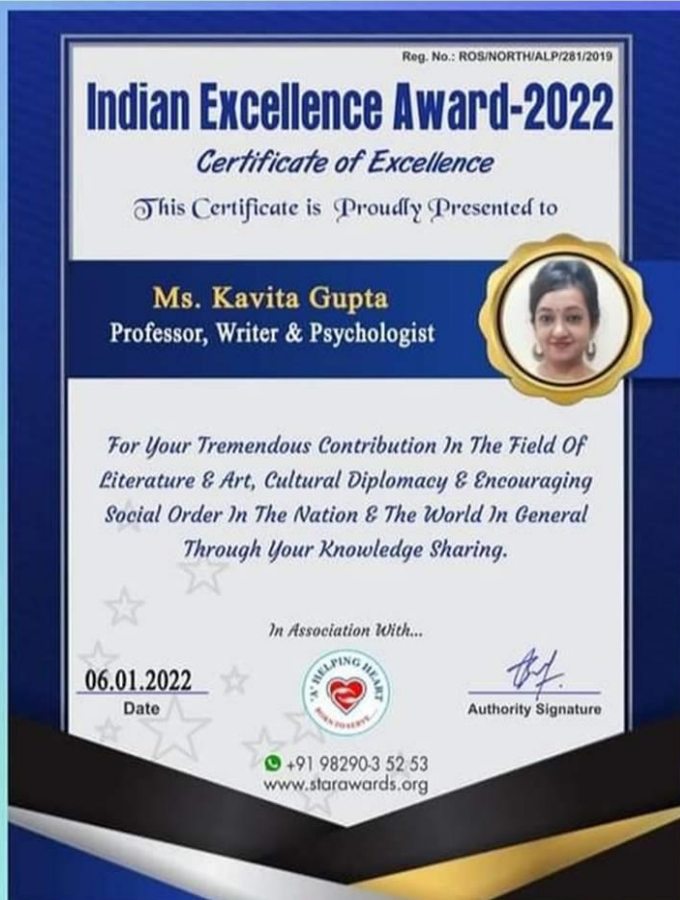 Reg. No.: ROS/NORTH/ALP/281/2019
Indian Excellence Award-2022
Certificate of Excellence
This Certificate is Proudly Presented to
Ms. Kavita Gupta
Professor, Writer & Psychologist
For Your Tremendous Contribution In The Field Of
Literature & Art, Cultural Diplomacy & Encouraging
Social Order In The Nation & The World In General
Through Your Knowledge Sharing.
In Association With...
'A' HELPING HEART
BORN TO SERVE...
06.01.2022
Date
Authority Signature
+91 98290-3 52 53
www.starawards.org